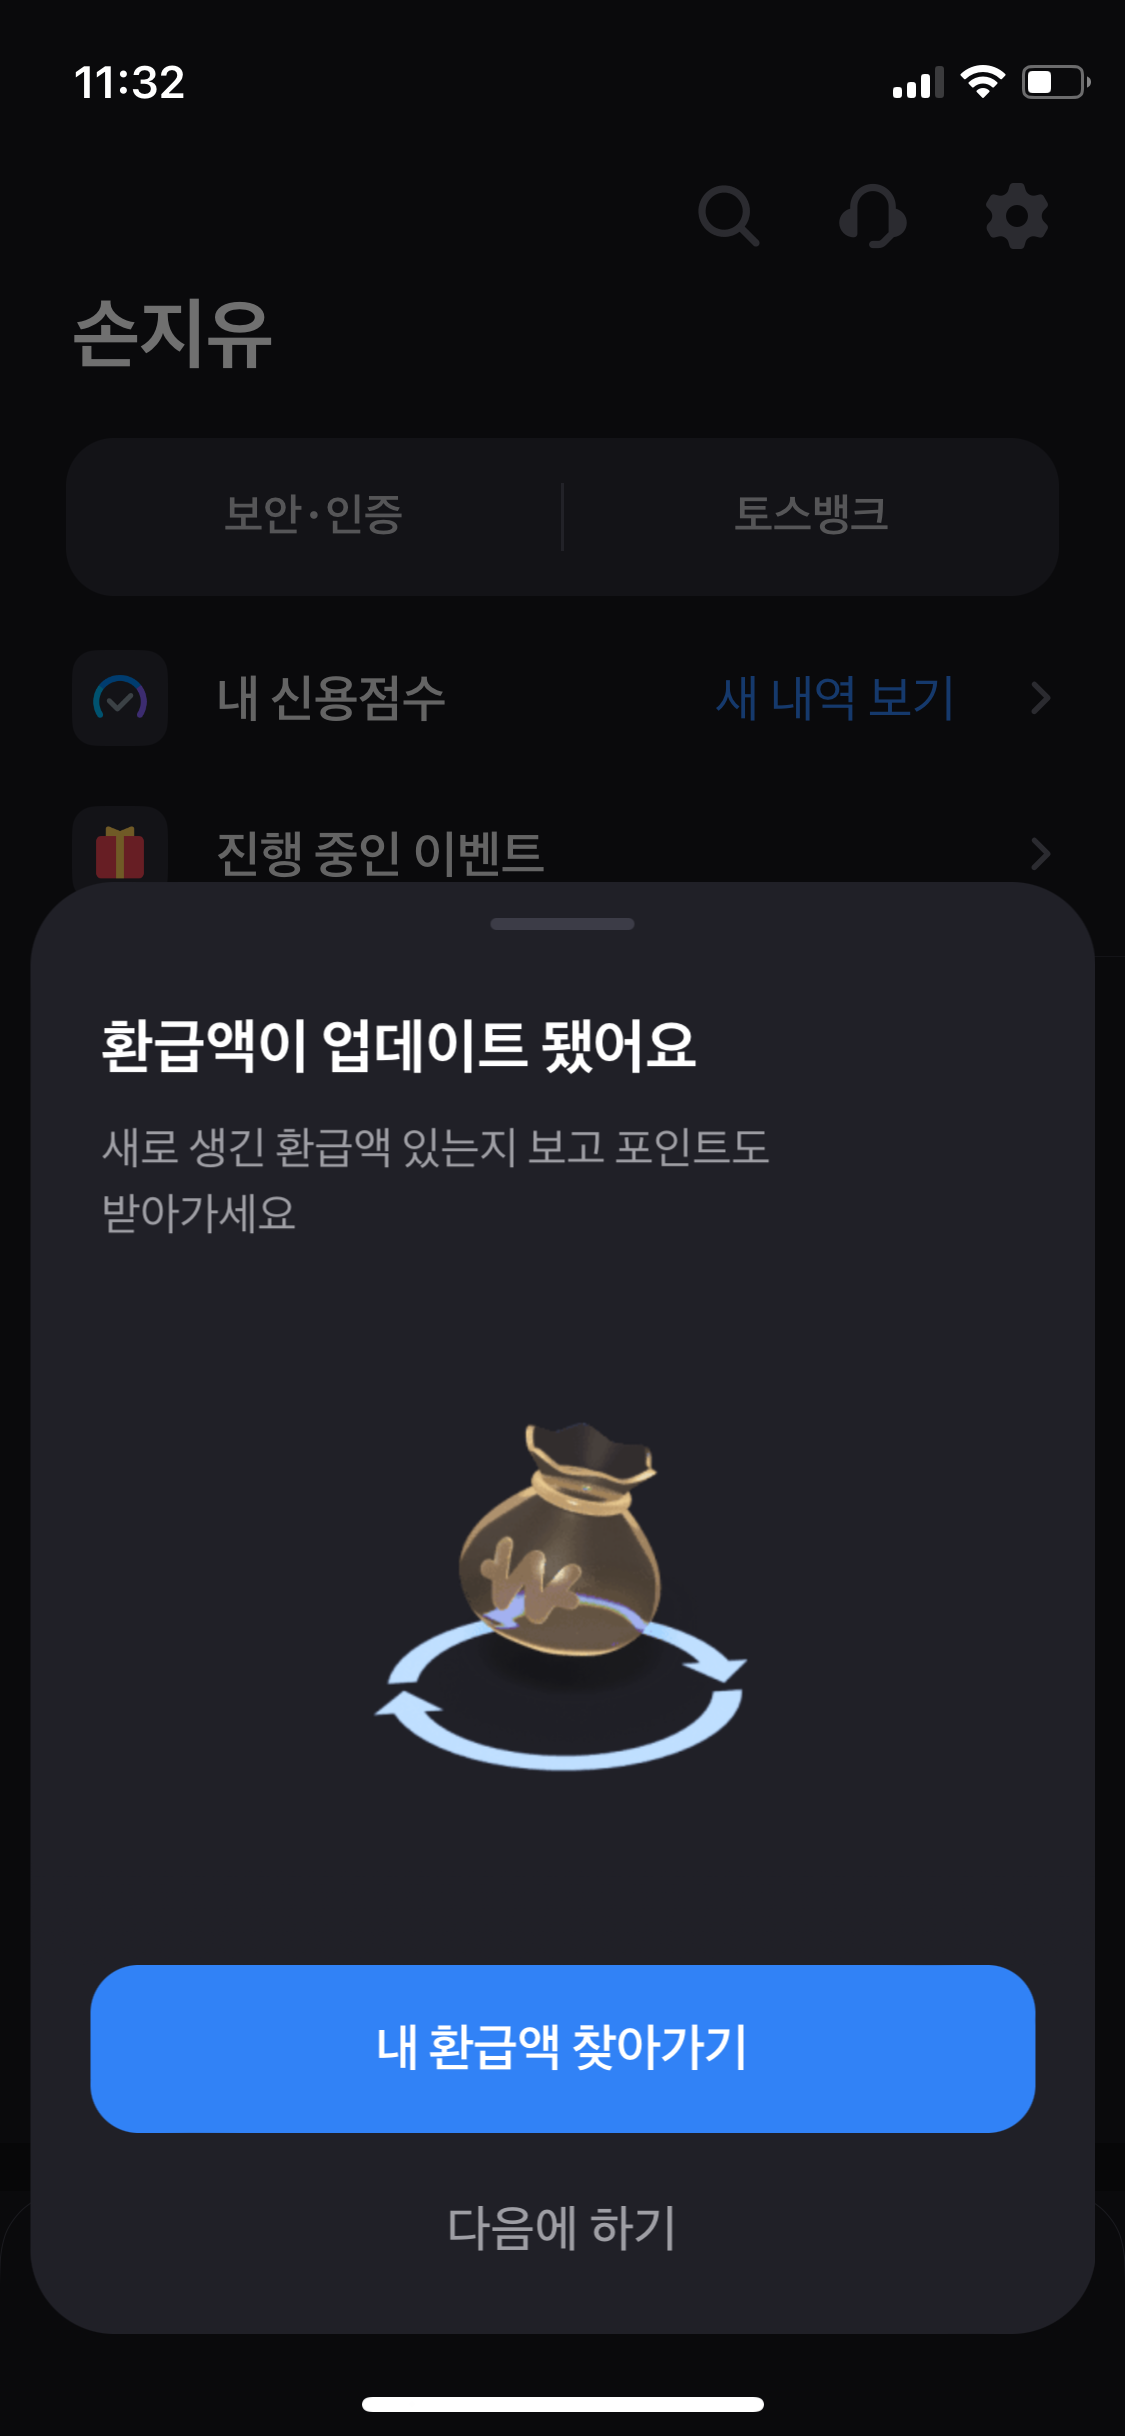 11:32
손지유
보안·인증
토스뱅크
내 신용점수
새 내역 보기
진행 중인 이벤트
환급액이 업데이트 됐어요
새로 생긴 환급액 있는지 보고 포인트도
받아가세요
내 환급액 찾아가기
다음에 하기